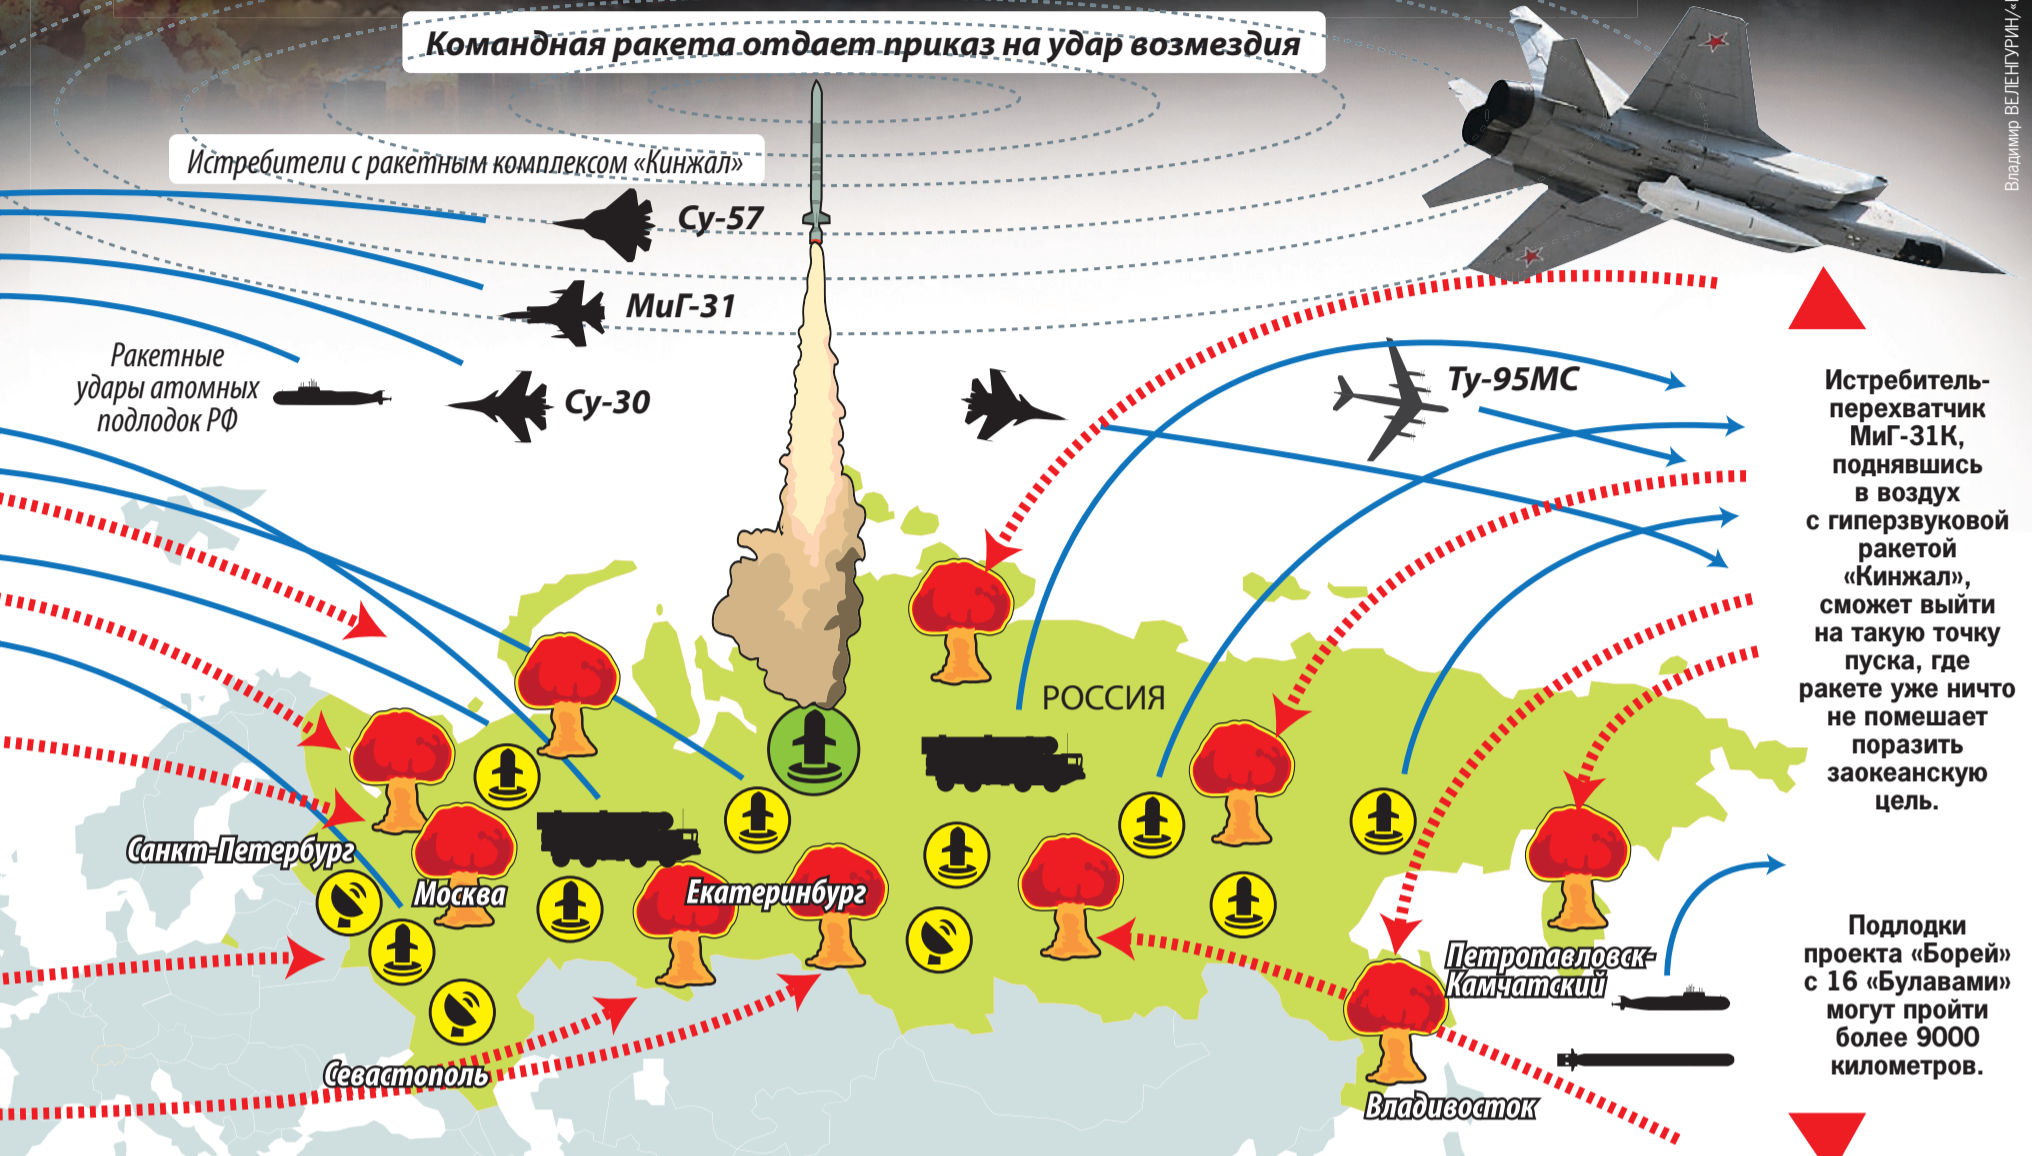 Командная ракета отдает приказ на удар возмездия
Владимир ВЕЛЕНГУРИН/«
Истребители с ракетным комплексом «Кинжал»
Су-57
МиГ-31
Су-30
Ракетные
удары атомных
подлодок РФ
Ту-95МС
Истребитель-
перехватчик
МиГ-31К,
поднявшись
в воздух
с гиперзвуковой
ракетой
«Кинжал»,
сможет выйти
на такую точку
пуска, где
ракете уже ничто
не помешает
поразить
заокеанскую
цель.
РОССИЯ
Санкт-Петербург
Москва
Екатеринбург
Петропавловск-
Камчатский
Севастополь
Владивосток
Подлодки
проекта «Борей»
с 16 «Булавами»
могут пройти
более 9000
километров.